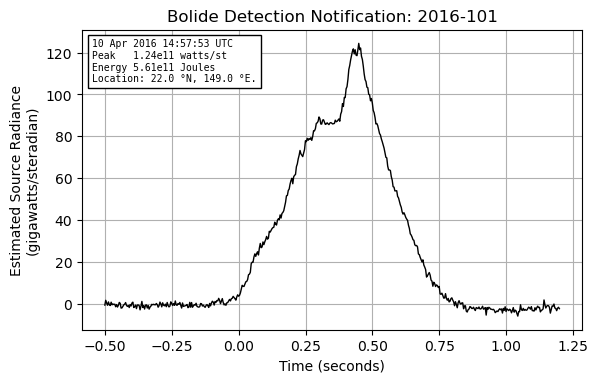 Bolide Detection Notification: 2016-101
10 Apr 2016 14:57:53 UTC
Peak   1.24e11 watts/st
Energy 5.61e11 Joules
Location: 22.0 °N, 149.0 °E.
Estimated Source Radiance
(gigawatts/steradian)
120
100
80
60
40
20
0
−0.50 −0.25 0.00 0.25 0.50 0.75 1.00 1.25
Time (seconds)